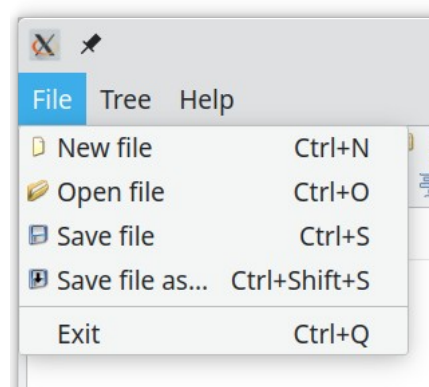 File Tree Help
New file Ctrl+N
Open file Ctrl+O
Save file Ctrl+S
Save file as... Ctrl+Shift+S
Exit Ctrl+Q